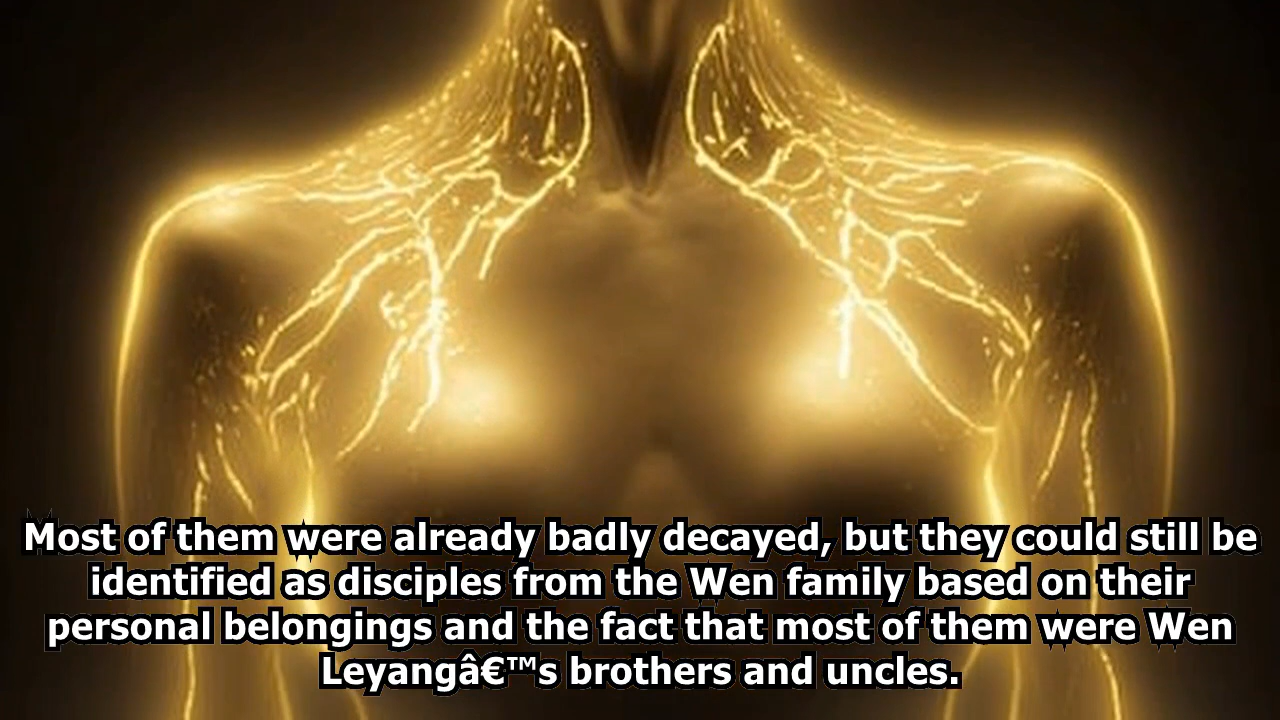 Most of them were already badly decayed, but they could still be
identified as disciples from the Wen family based on their
personal belongings and the fact that most of them were Wen
Leyangâ€™s brothers and uncles.